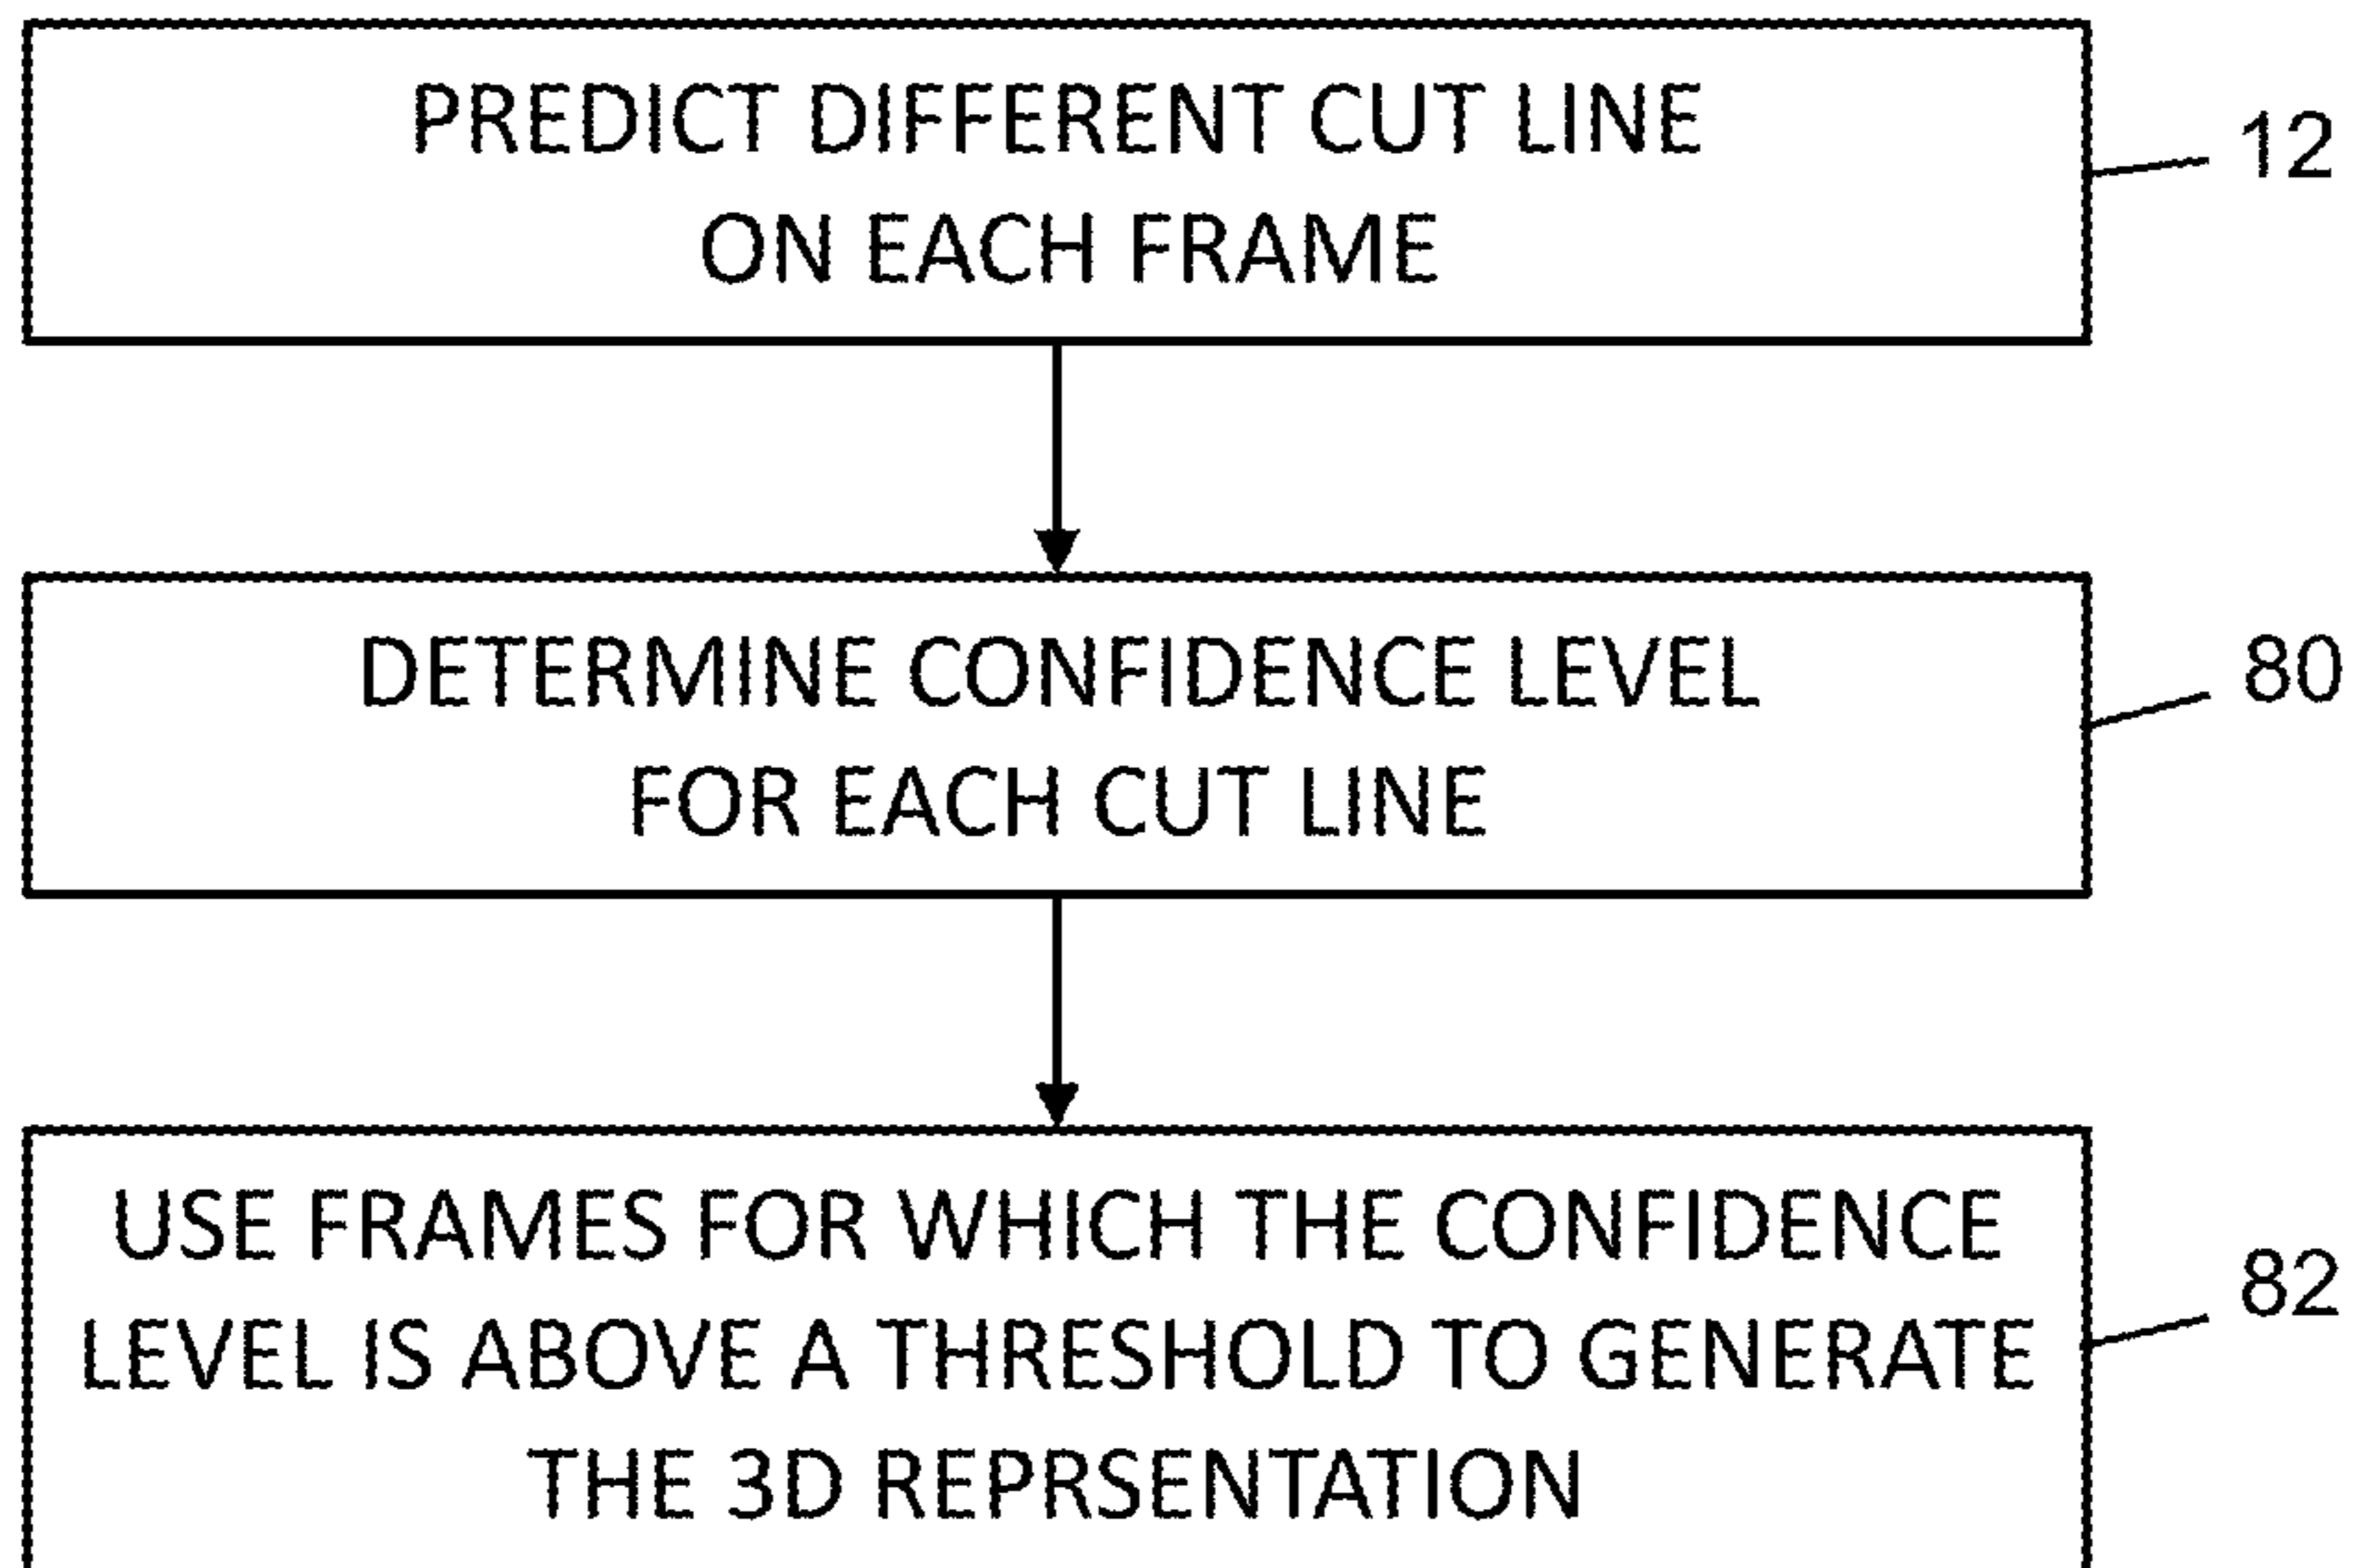 PREDICT DIFFERENT CUT LINE
ON EACH FRAME
12
DETERMINE CONFIDENCE LEVEL
FOR EACH CUT LINE
80
USE FRAMES FOR WHICH THE CONFIDENCE
LEVEL IS ABOVE A THRESHOLD TO GENERATE
THE 3D REPRSENTATION
82